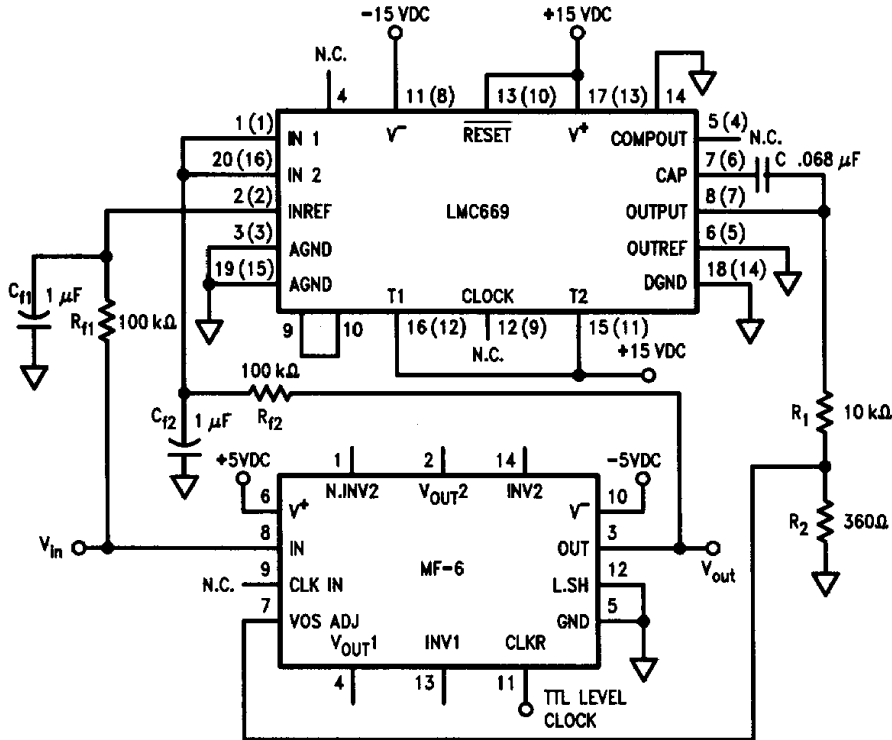 -15 VDC
+15 VDC
N.C.
4
11 (8)
13 (10)
17 (13)
14
1 (1)
IN 1
V⁻
RESET
V⁺
COMPOUT
5 (4)
N.C.
20 (16)
IN 2
CAP
7 (6)
C .068 μF
2 (2)
INREF
LMC669
OUTPUT
8 (7)
3 (3)
AGND
OUTREF
6 (5)
19 (15)
AGND
DGND
18 (14)
T1
CLOCK
T2
9
10
16 (12)
12 (9)
15 (11)
N.C.
+15 VDC
Cf1
1 μF
Rf1
100 kΩ
100 kΩ
Rf2
Cf2
1 μF
R1
10 kΩ
R2
360Ω
+5VDC
1
2
14
-5VDC
6
N.INV2
VOUT2
INV2
10
V⁺
V⁻
Vin
8
IN
OUT
3
Vout
N.C.
9
CLK IN
MF-6
L.SH
12
7
VOS ADJ
GND
5
VOUT1
INV1
CLKR
4
13
11
TTL LEVEL
CLOCK